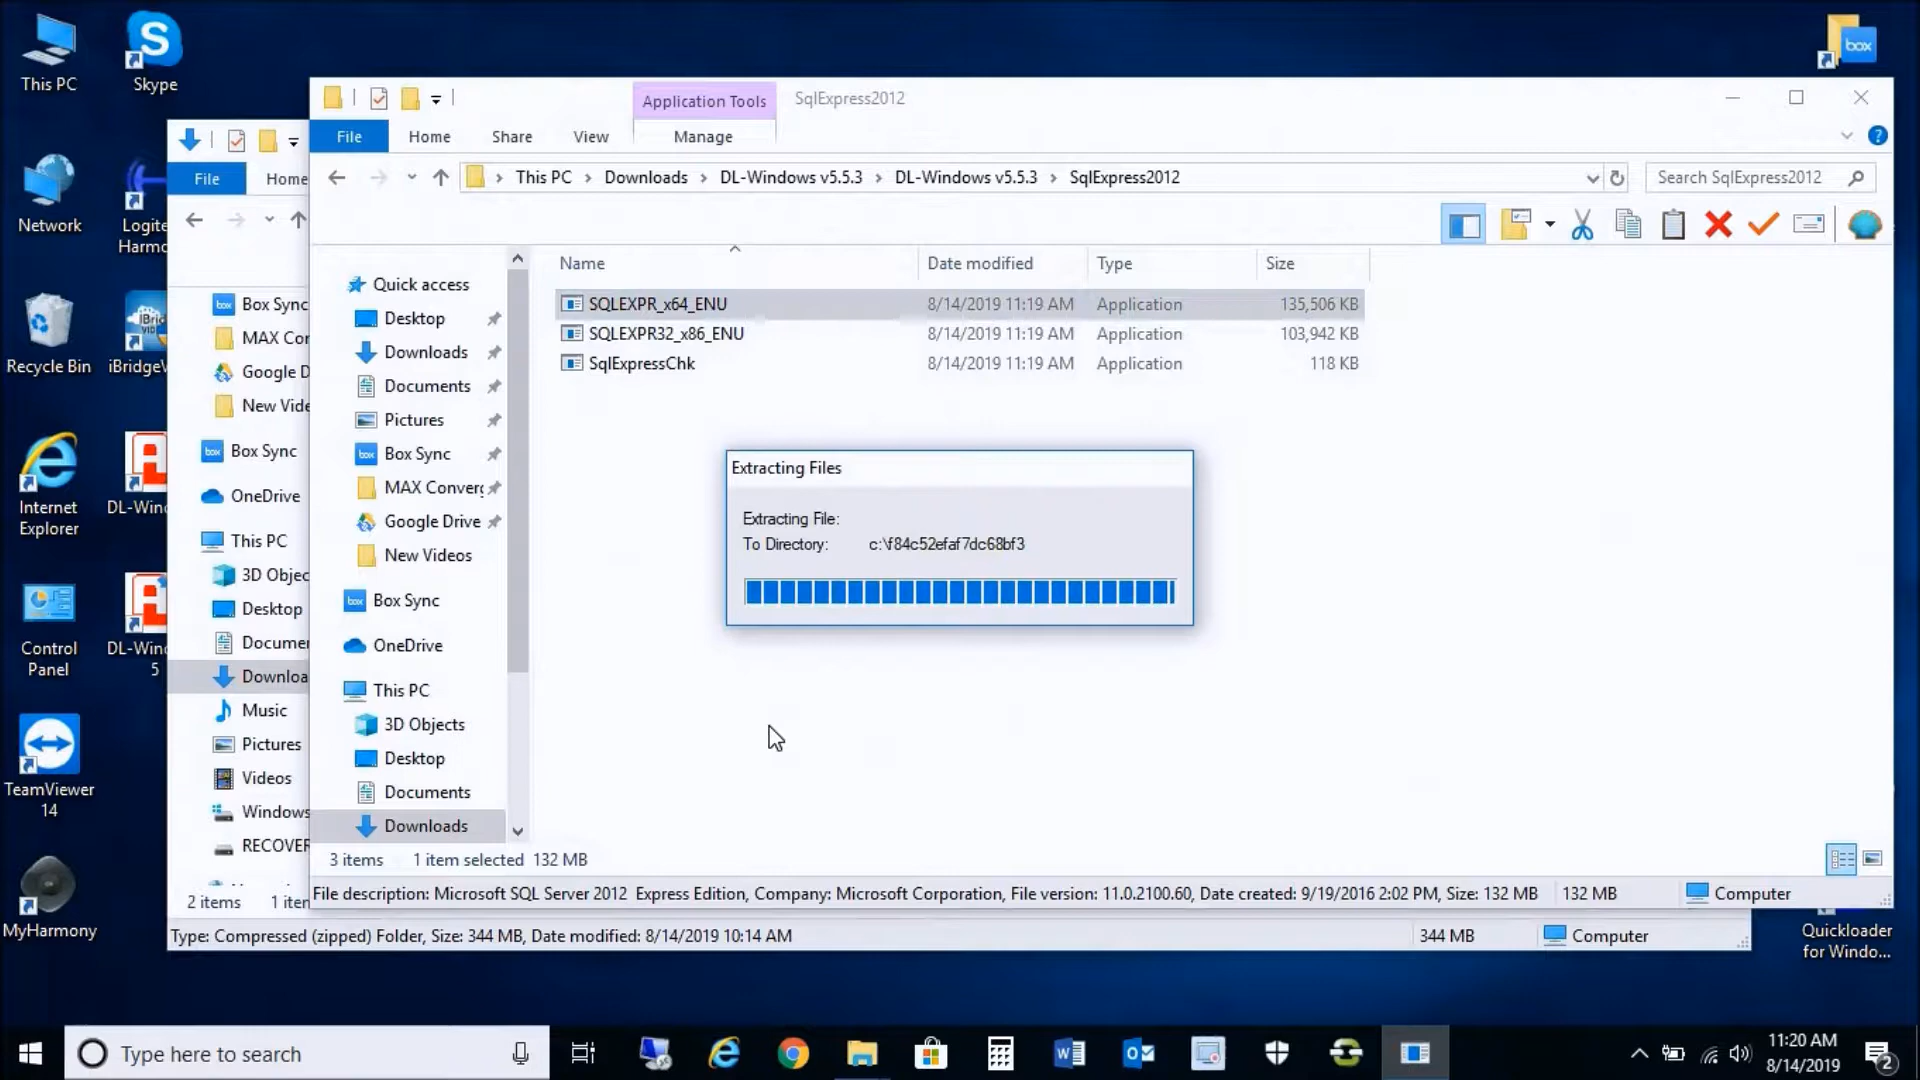 This PC
Skype
box
Network
Logite
Harmo
Recycle Bin
iBridgeV
Internet
Explorer
DL-Wind
Control
Panel
DL-Wind
5
TeamViewer
14
MyHarmony
Quickloader
for Windo...
File
Home
Box Sync
MAX Cor
Google D
New Vide
Box Sync
OneDrive
This PC
3D Objec
Desktop
Documer
Downloa
Music
Pictures
Videos
Windows
RECOVER
2 items
1 iten
Type: Compressed (zipped) Folder, Size: 344 MB, Date modified: 8/14/2019 10:14 AM
344 MB
Computer
Application Tools
SqlExpress2012
File
Home
Share
View
Manage
This PC > Downloads > DL-Windows v5.5.3 > DL-Windows v5.5.3 > SqlExpress2012
Search SqlExpress2012
Quick access
Desktop
Downloads
Documents
Pictures
Box Sync
MAX Converg
Google Drive
New Videos
Box Sync
OneDrive
This PC
3D Objects
Desktop
Documents
Downloads
Name Date modified Type Size
SQLEXPR_x64_ENU 8/14/2019 11:19 AM Application 135,506 KB
SQLEXPR32_x86_ENU 8/14/2019 11:19 AM Application 103,942 KB
SqlExpressChk 8/14/2019 11:19 AM Application 118 KB
Extracting Files
Extracting File:
To Directory: c:\f84c52efaf7dc68bf3
3 items 1 item selected 132 MB
File description: Microsoft SQL Server 2012 Express Edition, Company: Microsoft Corporation, File version: 11.0.2100.60, Date created: 9/19/2016 2:02 PM, Size: 132 MB
132 MB
Computer
Type here to search
11:20 AM
8/14/2019
2